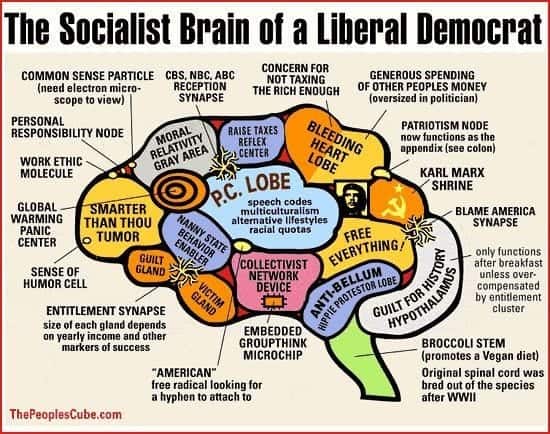 The Socialist Brain of a Liberal Democrat
COMMON SENSE PARTICLE
(need electron micro-
scope to view)
CBS, NBC, ABC
RECEPTION
SYNAPSE
CONCERN FOR
NOT TAXING
THE RICH ENOUGH
GENEROUS SPENDING
OF OTHER PEOPLES MONEY
(oversized in politician)
PERSONAL
RESPONSIBILITY NODE
WORK ETHIC
MOLECULE
GLOBAL
WARMING
PANIC
CENTER
SENSE OF
HUMOR CELL
MORAL
RELATIVITY
GRAY AREA
RAISE TAXES
REFLEX
CENTER
BLEEDING
HEART
LOBE
PATRIOTISM NODE
now functions as the
appendix (see colon)
KARL MARX
SHRINE
BLAME AMERICA
SYNAPSE
P.C. LOBE
speech codes
multiculturalism
alternative lifestyles
racial quotas
SMARTER
THAN THOU
TUMOR
NANNY STATE
BEHAVIOR
ENABLER
FREE
EVERYTHING!
GUILT
GLAND
VICTIM
GLAND
COLLECTIVIST
NETWORK
DEVICE
ANTI-BELLUM
HIPPIE PROTESTOR LOBE
GUILT FOR HISTORY
HYPOTHALAMUS
only functions
after breakfast
unless over-
compensated
by entitlement
cluster
ENTITLEMENT SYNAPSE
size of each gland depends
on yearly income and other
markers of success
EMBEDDED
GROUPTHINK
MICROCHIP
"AMERICAN"
free radical looking for
a hyphen to attach to
BROCCOLI STEM
(promotes a Vegan diet)
Original spinal cord was
bred out of the species
after WWII
ThePeoplesCube.com